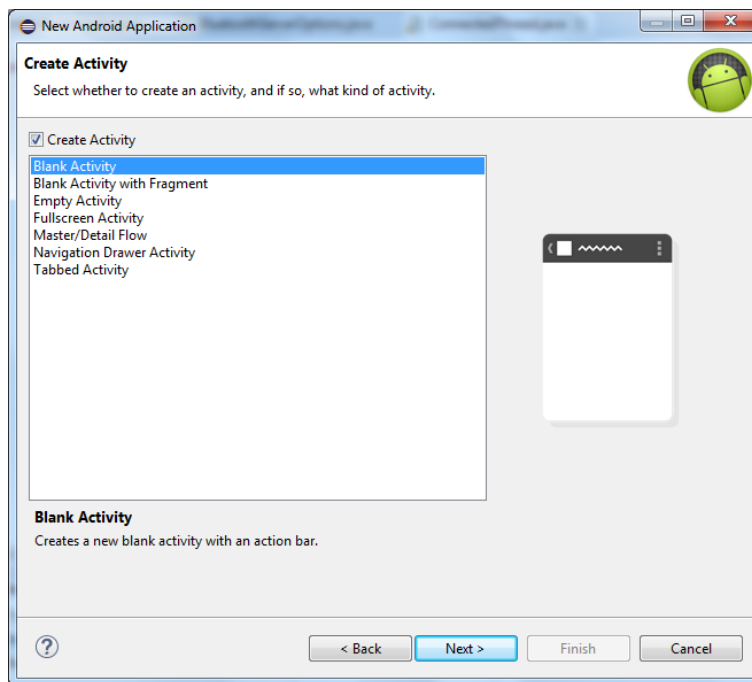 New Android Application
Create Activity
Select whether to create an activity, and if so, what kind of activity.
Create Activity
Blank Activity
Blank Activity with Fragment
Empty Activity
Fullscreen Activity
Master/Detail Flow
Navigation Drawer Activity
Tabbed Activity
Blank Activity
Creates a new blank activity with an action bar.
?
< Back
Next >
Finish
Cancel